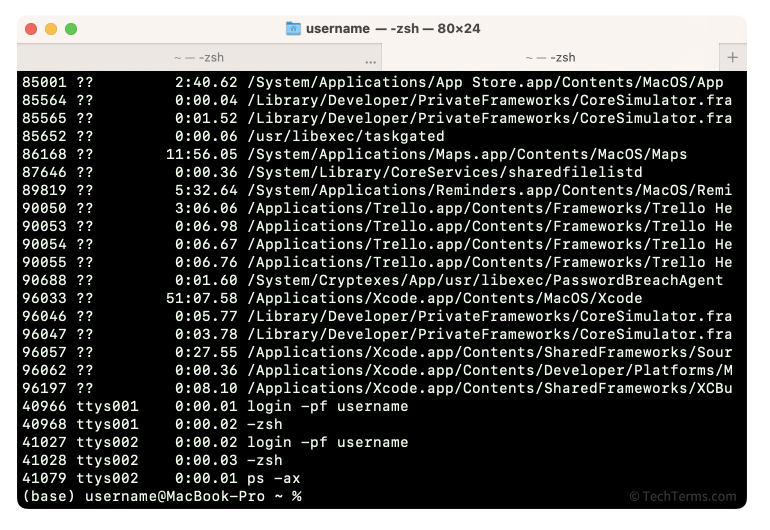 username — -zsh — 80×24
~ — -zsh ... ~ — -zsh +
85001 ?? 2:40.62 /System/Applications/App Store.app/Contents/MacOS/App
85564 ?? 0:00.04 /Library/Developer/PrivateFrameworks/CoreSimulator.fra
85565 ?? 0:01.52 /Library/Developer/PrivateFrameworks/CoreSimulator.fra
85652 ?? 0:00.06 /usr/libexec/taskgated
86168 ?? 11:56.05 /System/Applications/Maps.app/Contents/MacOS/Maps
87646 ?? 0:00.36 /System/Library/CoreServices/sharedfilelistd
89819 ?? 5:32.64 /System/Applications/Reminders.app/Contents/MacOS/Remi
90050 ?? 3:06.06 /Applications/Trello.app/Contents/Frameworks/Trello He
90053 ?? 0:06.98 /Applications/Trello.app/Contents/Frameworks/Trello He
90054 ?? 0:06.67 /Applications/Trello.app/Contents/Frameworks/Trello He
90055 ?? 0:06.76 /Applications/Trello.app/Contents/Frameworks/Trello He
90688 ?? 0:01.60 /System/Cryptexes/App/usr/libexec/PasswordBreachAgent
96033 ?? 51:07.58 /Applications/Xcode.app/Contents/MacOS/Xcode
96046 ?? 0:05.77 /Library/Developer/PrivateFrameworks/CoreSimulator.fra
96047 ?? 0:03.78 /Library/Developer/PrivateFrameworks/CoreSimulator.fra
96057 ?? 0:27.55 /Applications/Xcode.app/Contents/SharedFrameworks/Sour
96062 ?? 0:00.36 /Applications/Xcode.app/Contents/Developer/Platforms/M
96197 ?? 0:08.10 /Applications/Xcode.app/Contents/SharedFrameworks/XCBu
40966 ttys001 0:00.01 login -pf username
40968 ttys001 0:00.02 -zsh
41027 ttys002 0:00.02 login -pf username
41028 ttys002 0:00.03 -zsh
41079 ttys002 0:00.01 ps -ax
(base) username@MacBook-Pro ~ %
© TechTerms.com